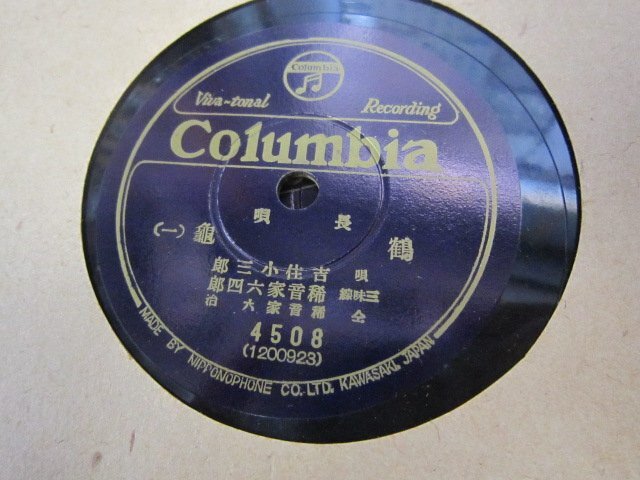 Columbia
Viva-tonal Recording
Columbia
長唄
鶴龜(一)
唄 吉住小三郎
三味線 稀音家六四郎
仝 稀音家六治
4508
(1200923)
MADE BY NIPPONOPHONE CO. LTD. KAWASAKI, JAPAN